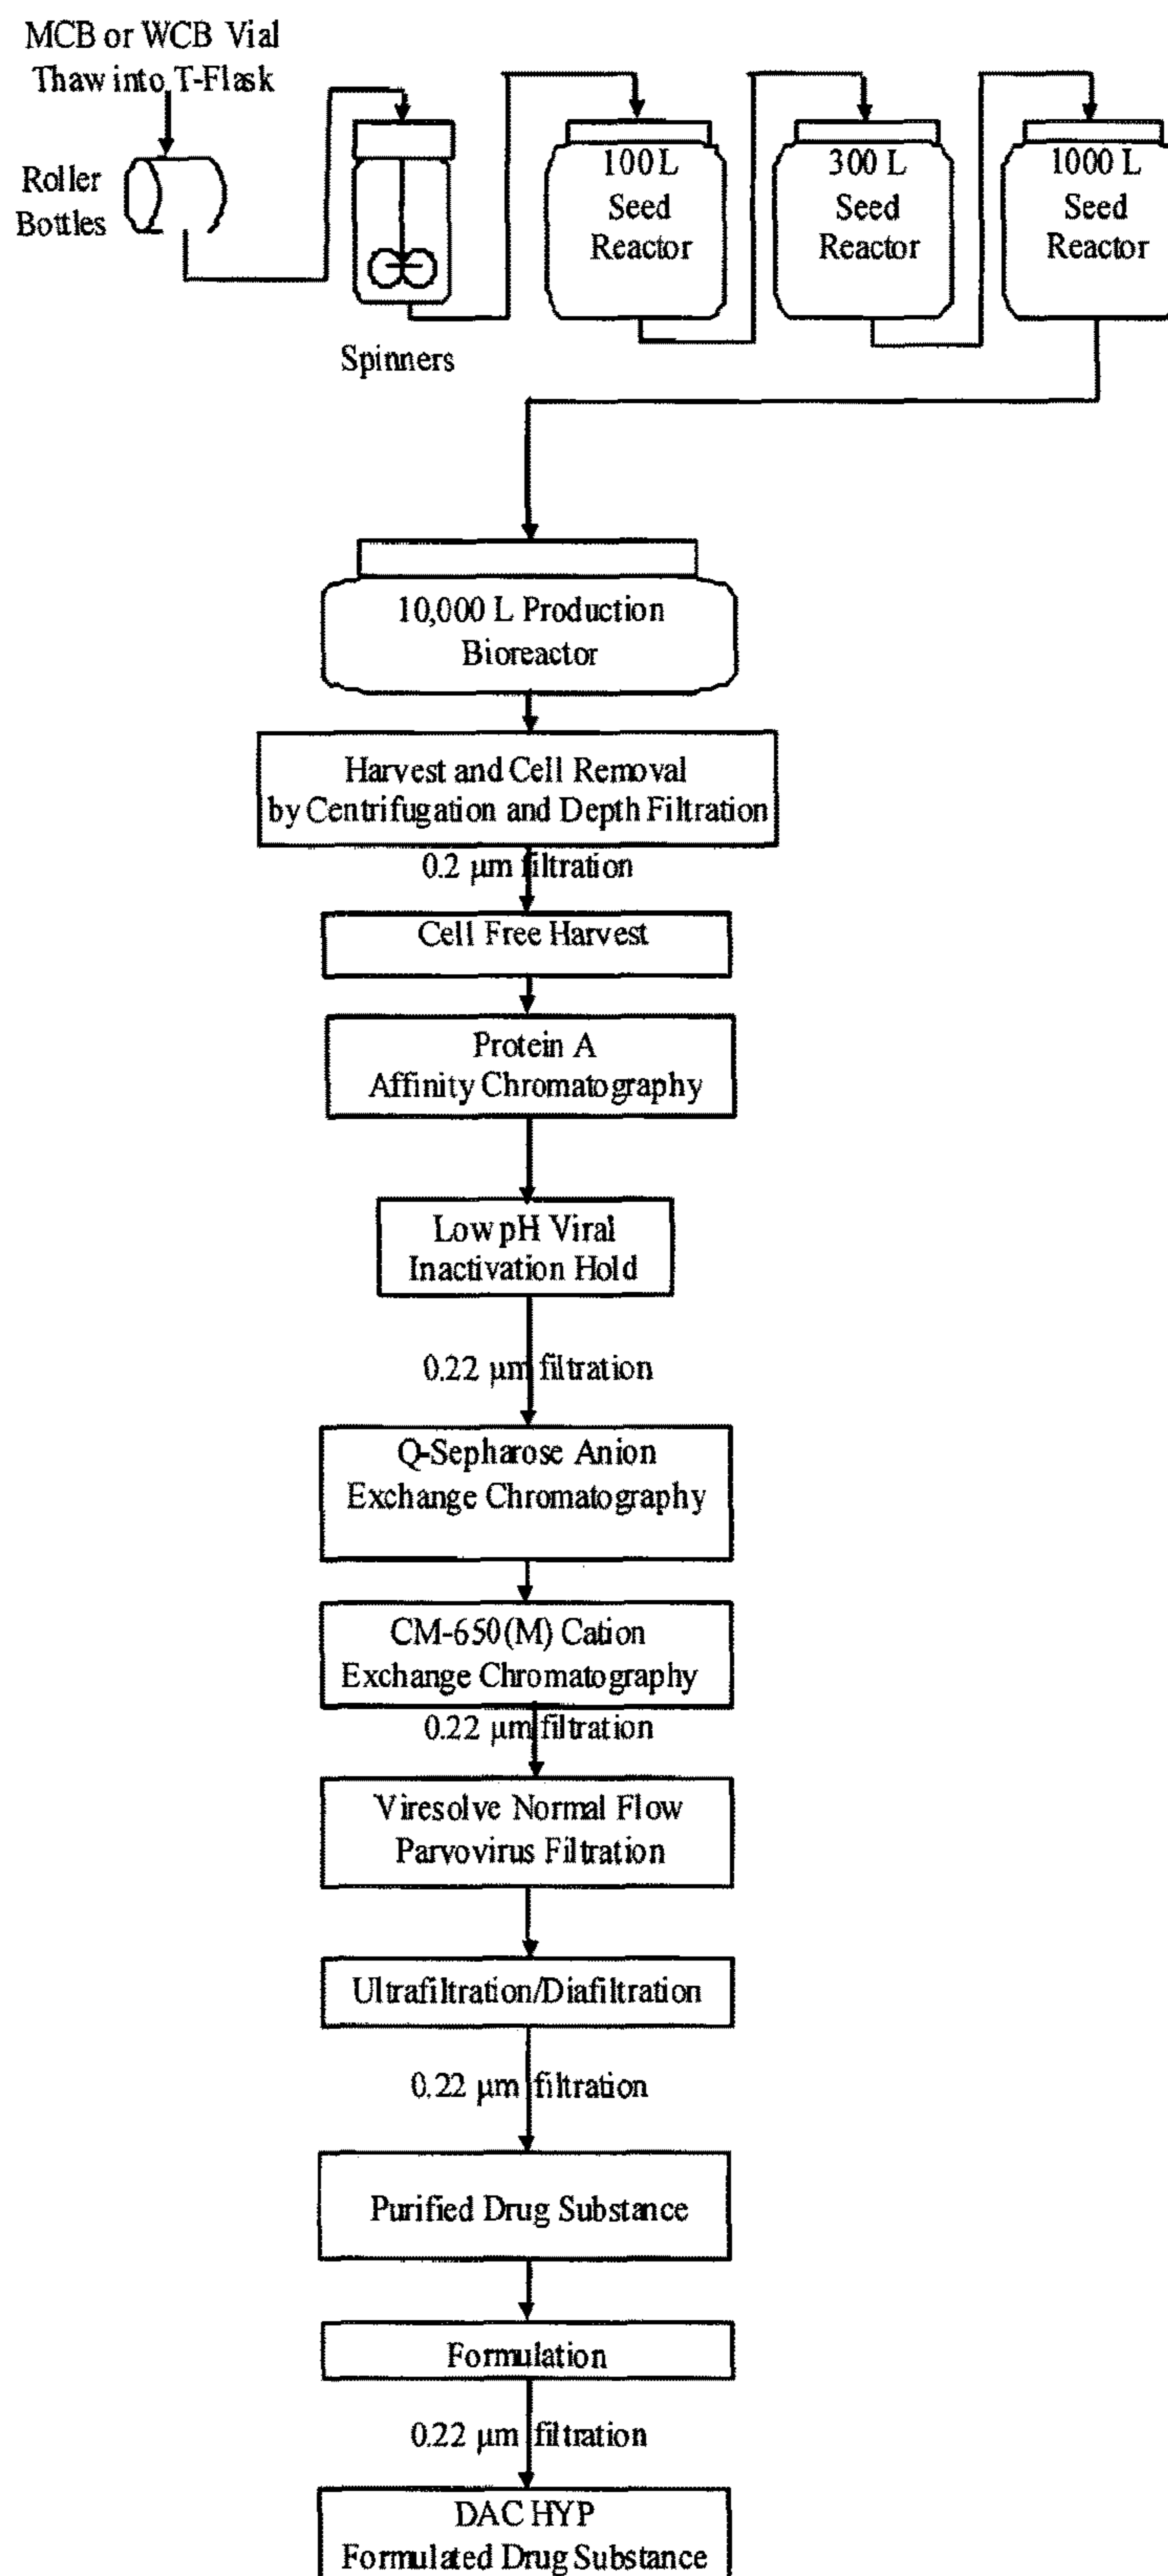 MCB or WCB Vial
Thaw into T-Flask
Roller
Bottles
Spinners
100 L
Seed
Reactor
300 L
Seed
Reactor
1000 L
Seed
Reactor
10,000 L Production
Bioreactor
Harvest and Cell Removal
by Centrifugation and Depth Filtration
0.2 µm filtration
Cell Free Harvest
Protein A
Affinity Chromatography
Low pH Viral
Inactivation Hold
0.22 µm filtration
Q-Sepharose Anion
Exchange Chromatography
CM-650(M) Cation
Exchange Chromatography
0.22 µm filtration
Viresolve Normal Flow
Parvovirus Filtration
Ultrafiltration/Diafiltration
0.22 µm filtration
Purified Drug Substance
Formulation
0.22 µm filtration
DAC HYP
Formulated Drug Substance